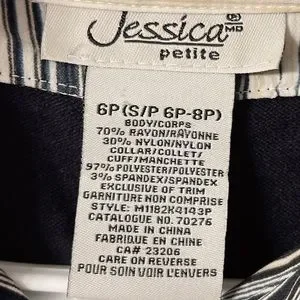 Jessica ® MD
petite
6P (S/P 6P-8P)
BODY/CORPS
70% RAYON/RAYONNE
30% NYLON/NYLON
COLLAR/COLLET/
CUFF/MANCHETTE
97% POLYESTER/POLYESTER
3% SPANDEX/SPANDEX
EXCLUSIVE OF TRIM
GARNITURE NON COMPRISE
STYLE: M1182K4143P
CATALOGUE NO. 70276
MADE IN CHINA
FABRIQUE EN CHINE
CA# 23206
CARE ON REVERSE
POUR SOIN VOIR L'ENVERS